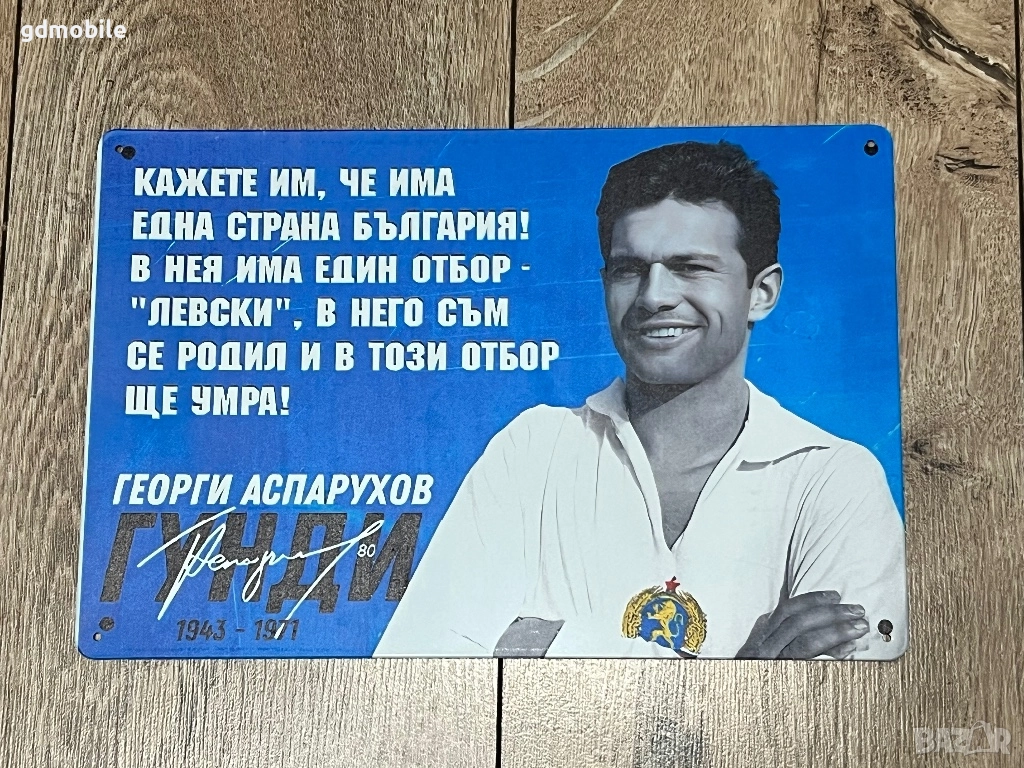 gdmobile
КАЖЕТЕ ИМ, ЧЕ ИМА
ЕДНА СТРАНА БЪЛГАРИЯ!
В НЕЯ ИМА ЕДИН ОТБОР -
"ЛЕВСКИ", В НЕГО СЪМ
СЕ РОДИЛ И В ТОЗИ ОТБОР
ЩЕ УМРА!
ГЕОРГИ АСПАРУХОВ
ГУНДИ
80
1943 - 1971
BAZAR